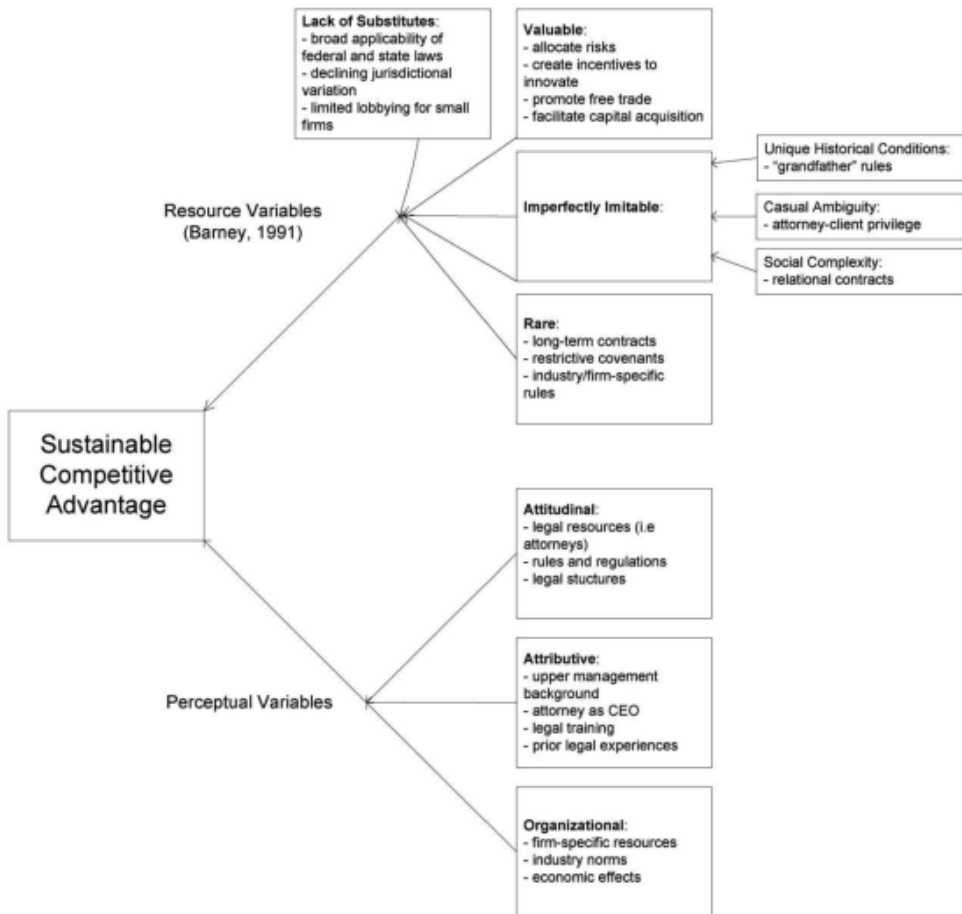 Lack of Substitutes:
- broad applicability of
federal and state laws
- declining jurisdictional
variation
- limited lobbying for small
firms
Valuable:
- allocate risks
- create incentives to
innovate
- promote free trade
- facilitate capital acquisition
Unique Historical Conditions:
- "grandfather" rules
Resource Variables
(Barney, 1991)
Imperfectly Imitable:
Casual Ambiguity:
- attorney-client privilege
Social Complexity:
- relational contracts
Rare:
- long-term contracts
- restrictive covenants
- industry/firm-specific
rules
Sustainable
Competitive
Advantage
Attitudinal:
- legal resources (i.e
attorneys)
- rules and regulations
- legal stuctures
Perceptual Variables
Attributive:
- upper management
background
- attorney as CEO
- legal training
- prior legal experiences
Organizational:
- firm-specific resources
- industry norms
- economic effects